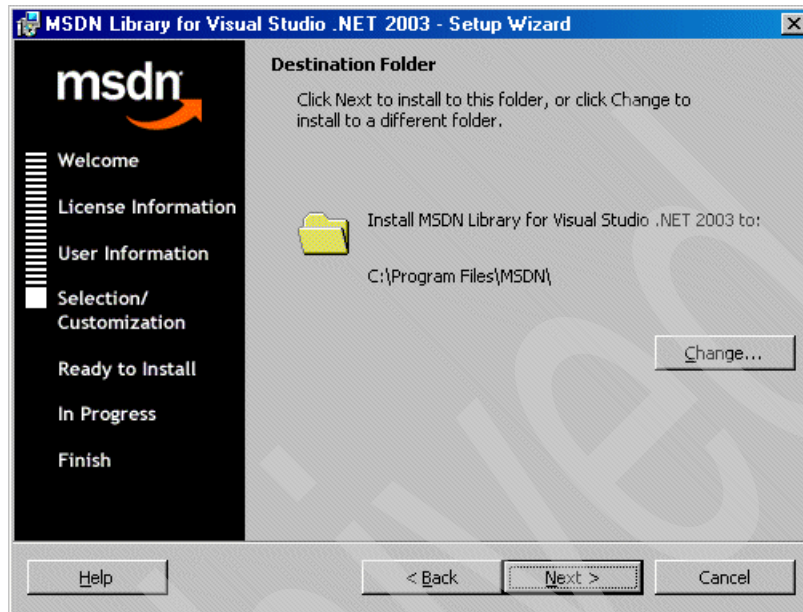 MSDN Library for Visual Studio .NET 2003 - Setup Wizard
msdn
Welcome
License Information
User Information
Selection/
Customization
Ready to Install
In Progress
Finish
Destination Folder
Click Next to install to this folder, or click Change to
install to a different folder.
Install MSDN Library for Visual Studio .NET 2003 to:
C:\Program Files\MSDN\
Change...
Help
< Back
Next >
Cancel